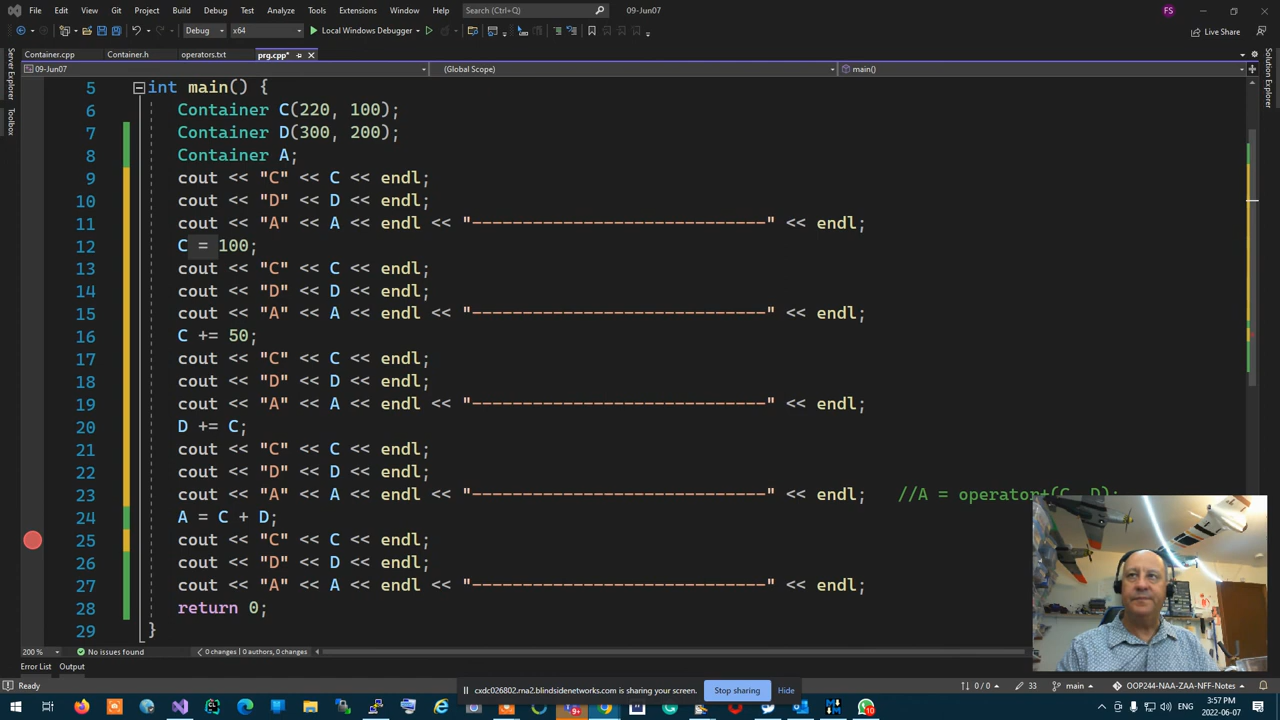 File Edit View Git Project Build Debug Test Analyze Tools Extensions Window Help Search (Ctrl+Q) 09-Jun07 FS
Debug x64 Local Windows Debugger Live Share
Container.cpp Container.h operators.txt prg.cpp*
09-Jun07 (Global Scope) main()
Server Explorer
Toolbox
Solution Explorer
5 int main() {
6 Container C(220, 100);
7 Container D(300, 200);
8 Container A;
9 cout << "C" << C << endl;
10 cout << "D" << D << endl;
11 cout << "A" << A << endl << "-----------------------------" << endl;
12 C = 100;
13 cout << "C" << C << endl;
14 cout << "D" << D << endl;
15 cout << "A" << A << endl << "-----------------------------" << endl;
16 C += 50;
17 cout << "C" << C << endl;
18 cout << "D" << D << endl;
19 cout << "A" << A << endl << "-----------------------------" << endl;
20 D += C;
21 cout << "C" << C << endl;
22 cout << "D" << D << endl;
23 cout << "A" << A << endl << "-----------------------------" << endl; //A = operator+(C, D);
24 A = C + D;
25 cout << "C" << C << endl;
26 cout << "D" << D << endl;
27 cout << "A" << A << endl << "-----------------------------" << endl;
28 return 0;
29 }
200 % No issues found 0 changes | 0 authors, 0 changes
Error List Output
Ready 0 / 0 33 main OOP244-NAA-ZAA-NFF-Notes
cxdc026802.rna2.blindsidenetworks.com is sharing your screen. Stop sharing Hide
3:57 PM
2022-06-07